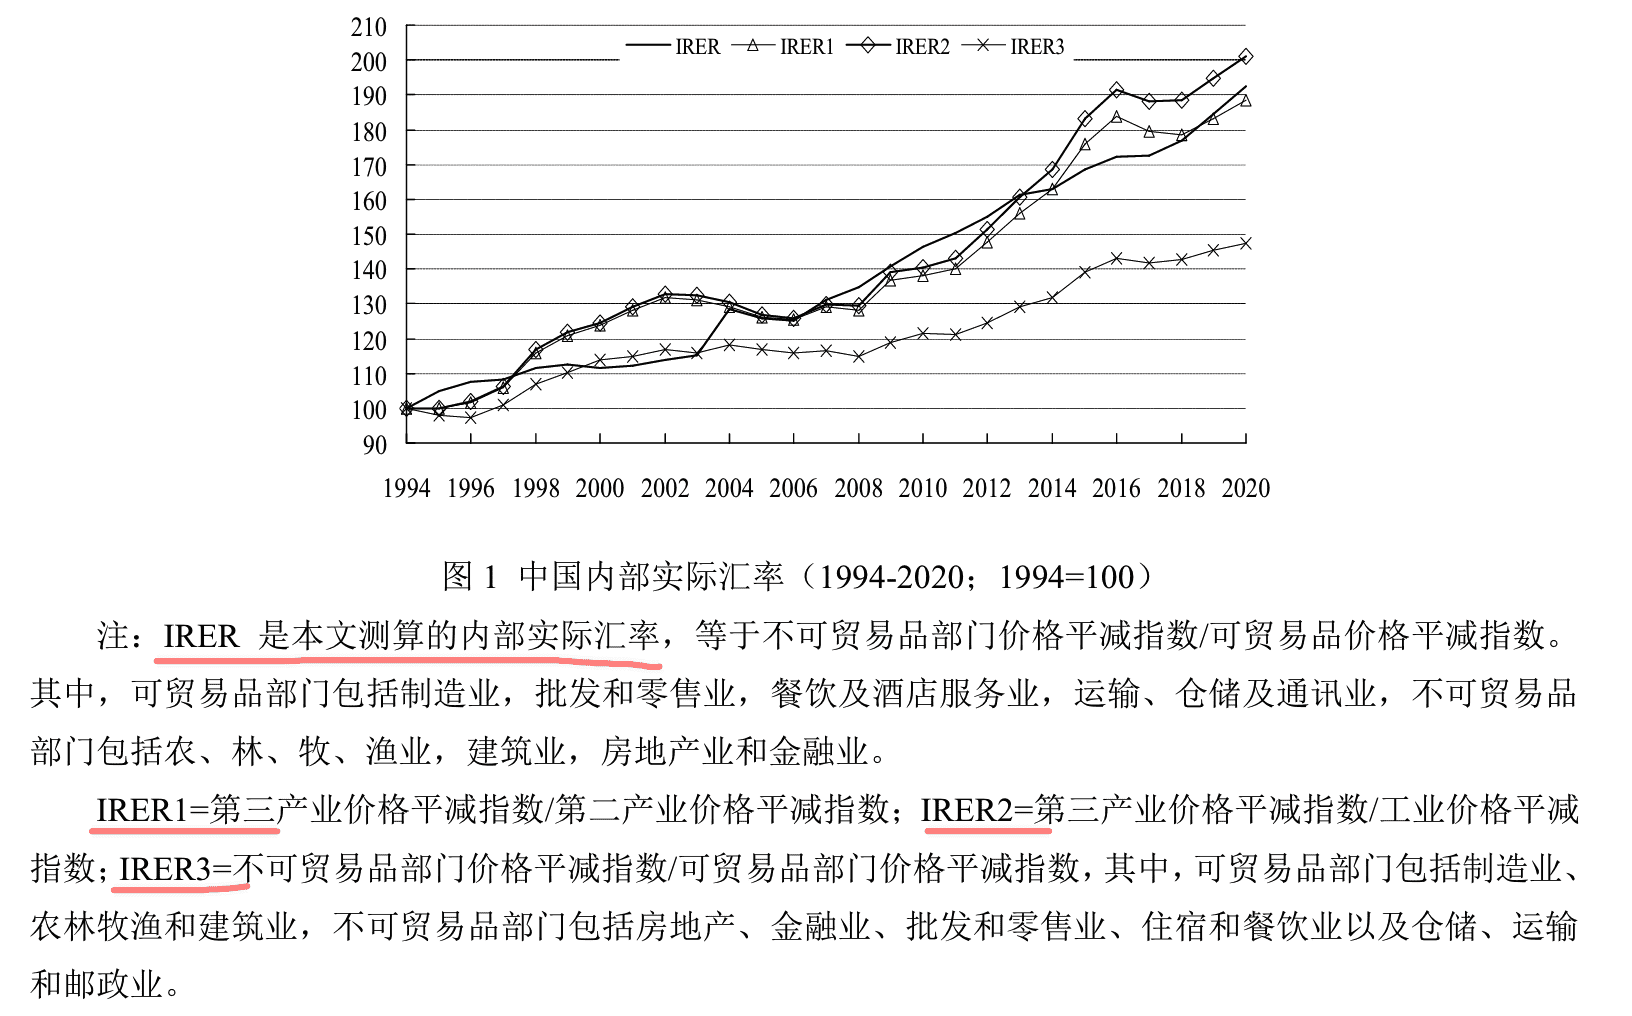 210
200
190
180
170
160
150
140
130
120
110
100
90
IRER IRER1 IRER2 IRER3
1994 1996 1998 2000 2002 2004 2006 2008 2010 2012 2014 2016 2018 2020
图 1 中国内部实际汇率（1994-2020；1994=100）
注：IRER 是本文测算的内部实际汇率，等于不可贸易品部门价格平减指数/可贸易品价格平减指数。
其中，可贸易品部门包括制造业，批发和零售业，餐饮及酒店服务业，运输、仓储及通讯业，不可贸易品
部门包括农、林、牧、渔业，建筑业，房地产业和金融业。
IRER1=第三产业价格平减指数/第二产业价格平减指数；IRER2=第三产业价格平减指数/工业价格平减
指数；IRER3=不可贸易品部门价格平减指数/可贸易品部门价格平减指数，其中，可贸易品部门包括制造业、
农林牧渔和建筑业，不可贸易品部门包括房地产、金融业、批发和零售业、住宿和餐饮业以及仓储、运输
和邮政业。